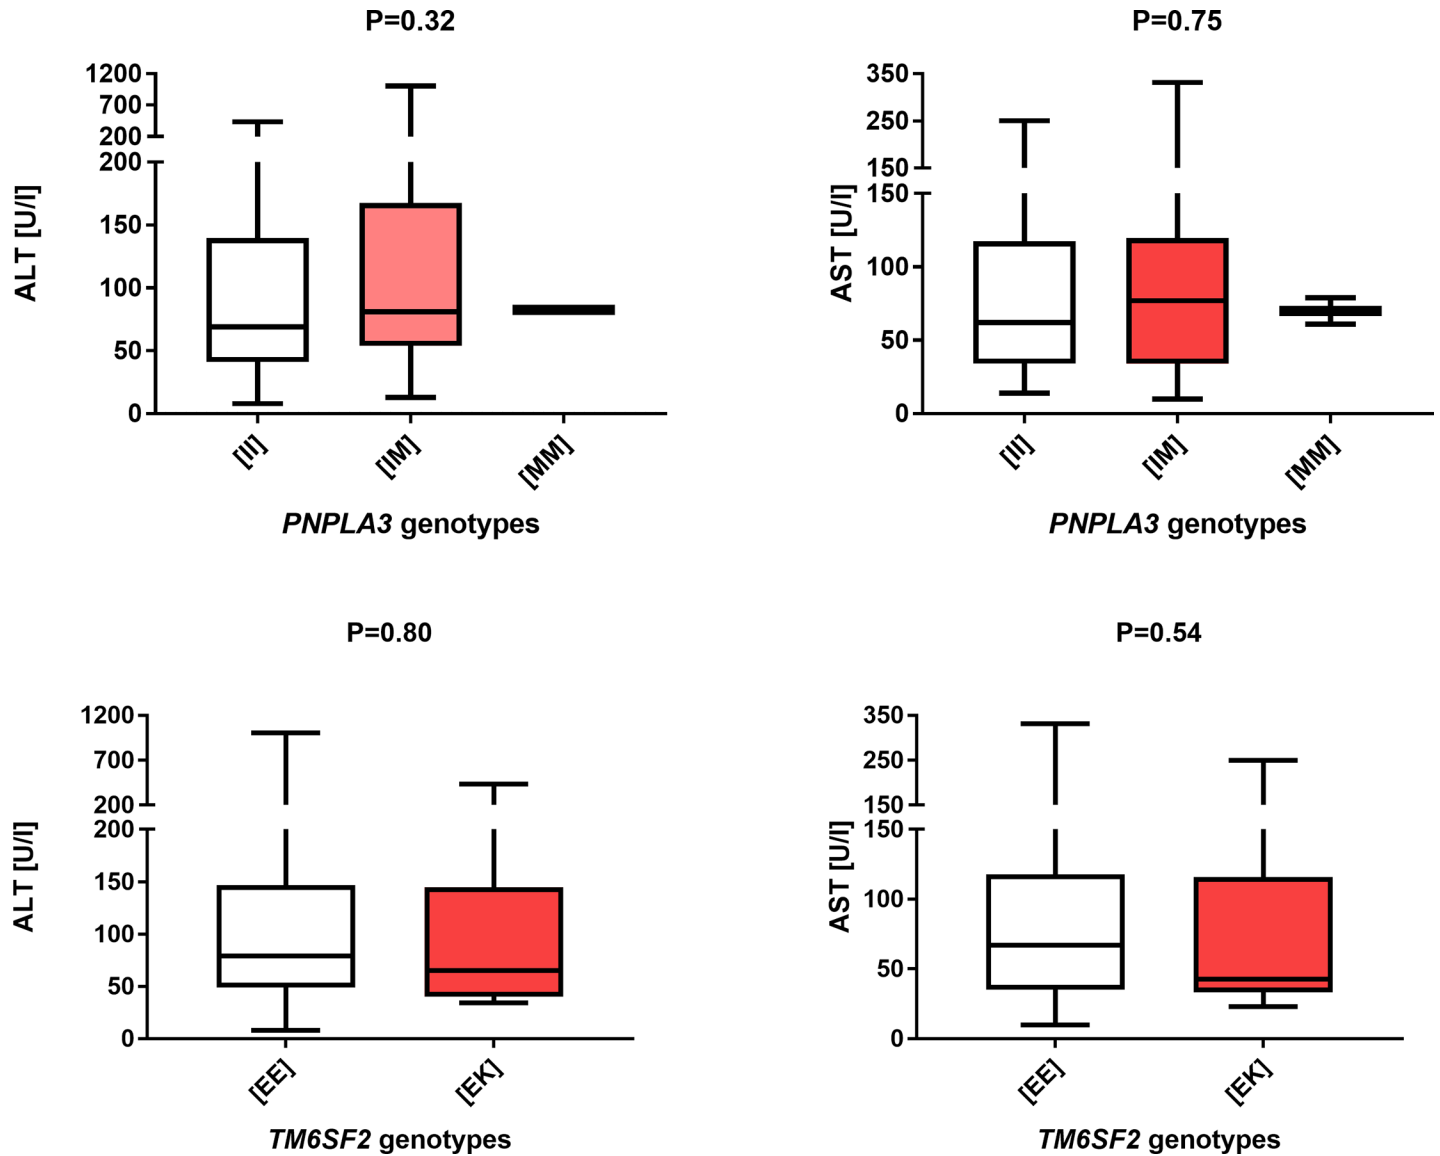 P=0.32
ALT [U/l]
1200
700
200
200
150
100
50
0
[II]
[IM]
[MM]
PNPLA3 genotypes
P=0.75
AST [U/l]
350
250
150
150
100
50
0
[II]
[IM]
[MM]
PNPLA3 genotypes
P=0.80
ALT [U/l]
1200
700
200
200
150
100
50
0
[EE]
[EK]
TM6SF2 genotypes
P=0.54
AST [U/l]
350
250
150
150
100
50
0
[EE]
[EK]
TM6SF2 genotypes